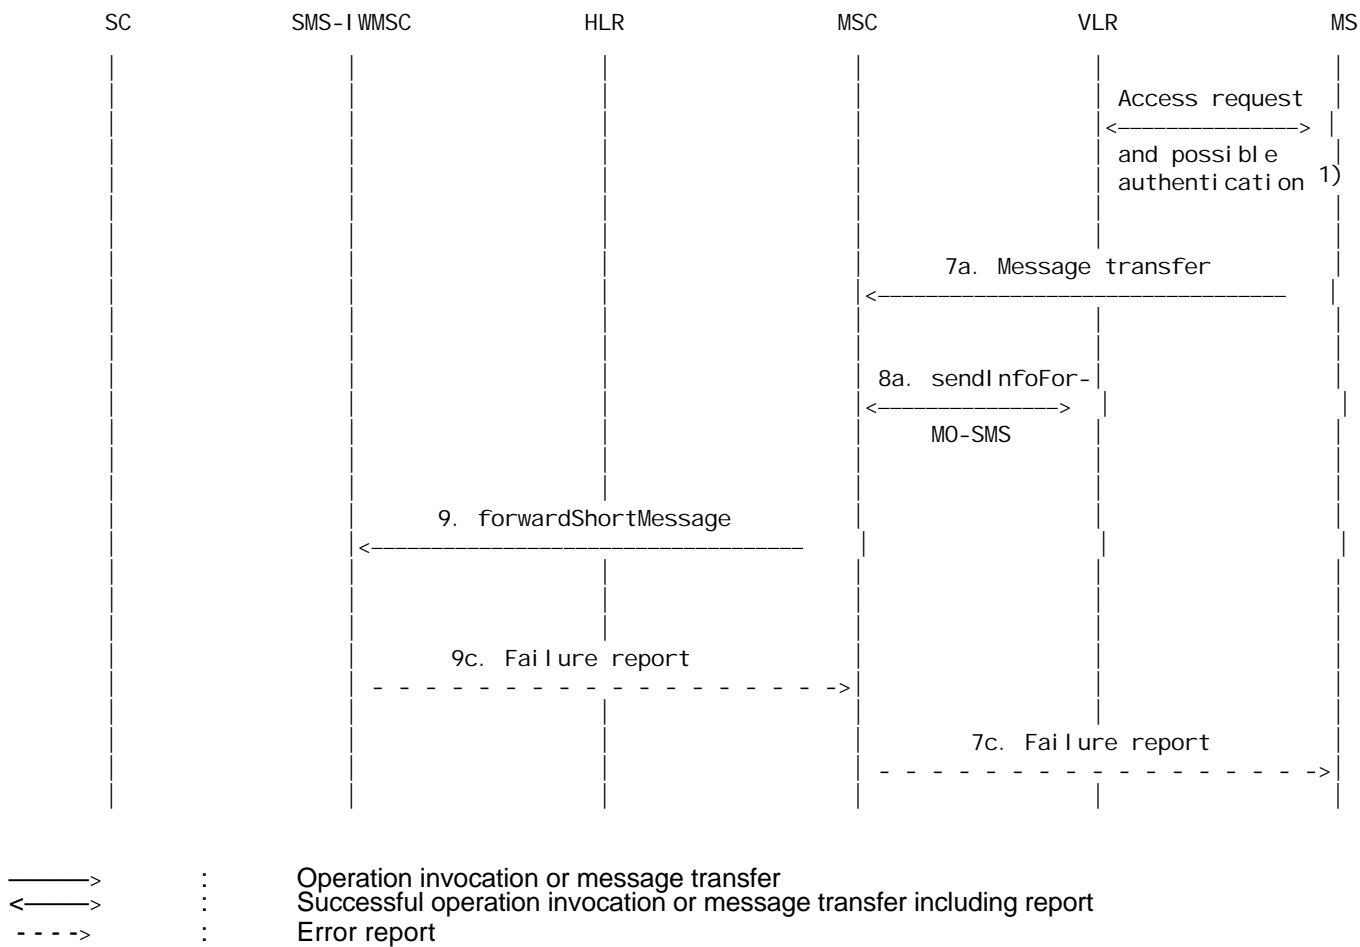 SC SMS-IWMSC HLR MSC VLR MS
Access request
and possible
authentication 1)
7a. Message transfer
8a. sendInfoFor-
MO-SMS
9. forwardShortMessage
9c. Failure report
7c. Failure report
: Operation invocation or message transfer
: Successful operation invocation or message transfer including report
: Error report